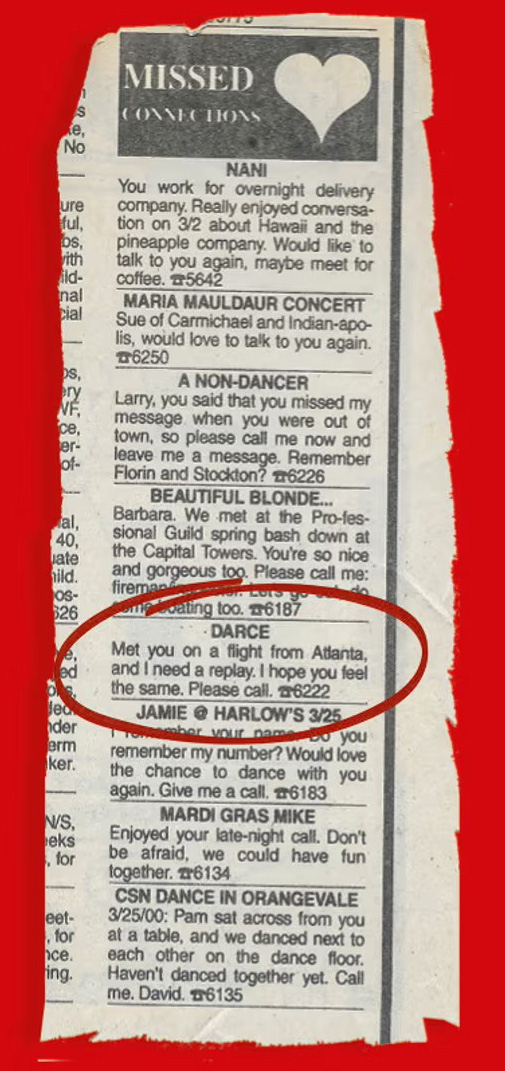 MISSED
CONNECTIONS
NANI
You work for overnight delivery
company. Really enjoyed conversa-
tion on 3/2 about Hawaii and the
pineapple company. Would like to
talk to you again, maybe meet for
coffee. ☎5642
MARIA MAULDAUR CONCERT
Sue of Carmichael and Indian-apo-
lis, would love to talk to you again.
☎6250
A NON-DANCER
Larry, you said that you missed my
message when you were out of
town, so please call me now and
leave me a message. Remember
Florin and Stockton? ☎6226
BEAUTIFUL BLONDE...
Barbara. We met at the Pro-fes-
sional Guild spring bash down at
the Capital Towers. You're so nice
and gorgeous too. Please call me:
Let's go out, do
some boating too. ☎6187
DARCE
Met you on a flight from Atlanta,
and I need a replay. I hope you feel
the same. Please call. ☎6222
JAMIE @ HARLOW'S 3/25
I remember your name. Do you
remember my number? Would love
the chance to dance with you
again. Give me a call. ☎6183
MARDI GRAS MIKE
Enjoyed your late-night call. Don't
be afraid, we could have fun
together. ☎6134
CSN DANCE IN ORANGEVALE
3/25/00: Pam sat across from you
at a table, and we danced next to
each other on the dance floor.
Haven't danced together yet. Call
me. David. ☎6135